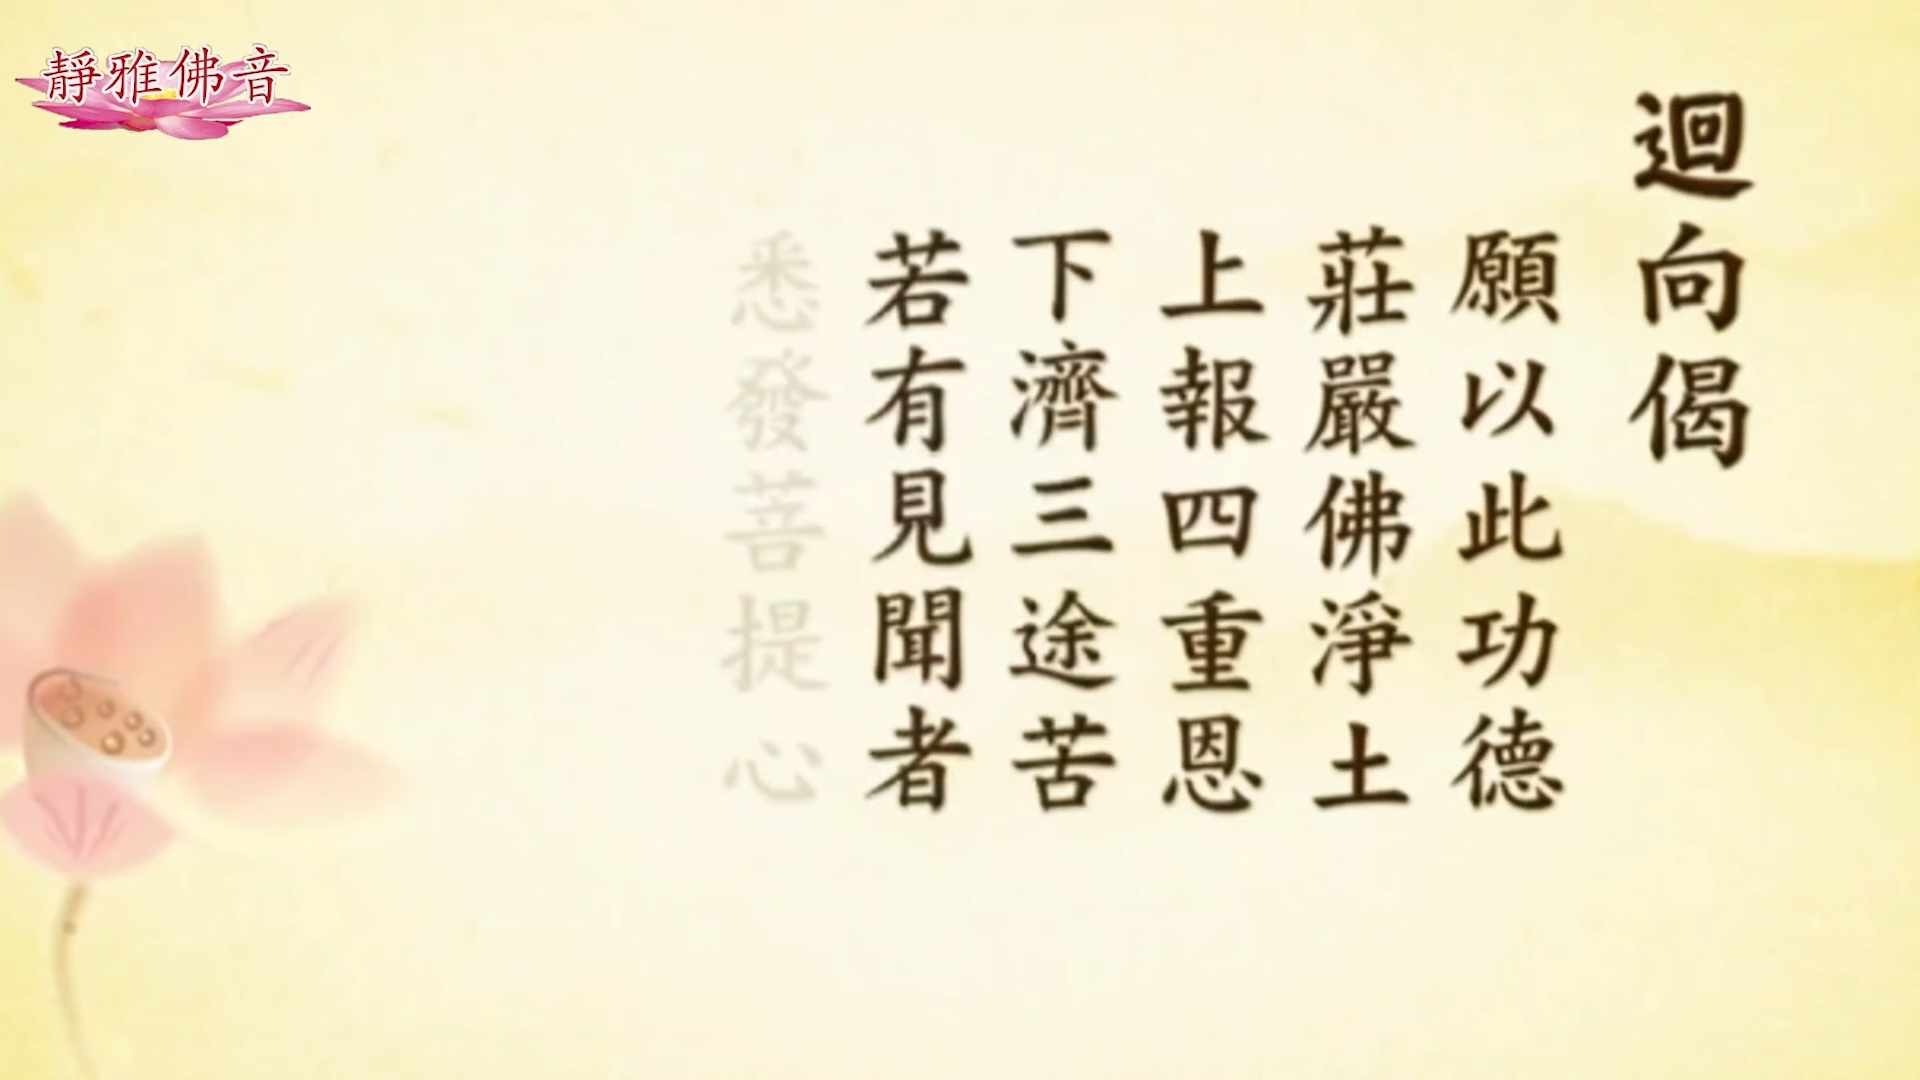 靜雅佛音
迴向偈
願以此功德
莊嚴佛淨土
上報四重恩
下濟三途苦
若有見聞者
悉發菩提心